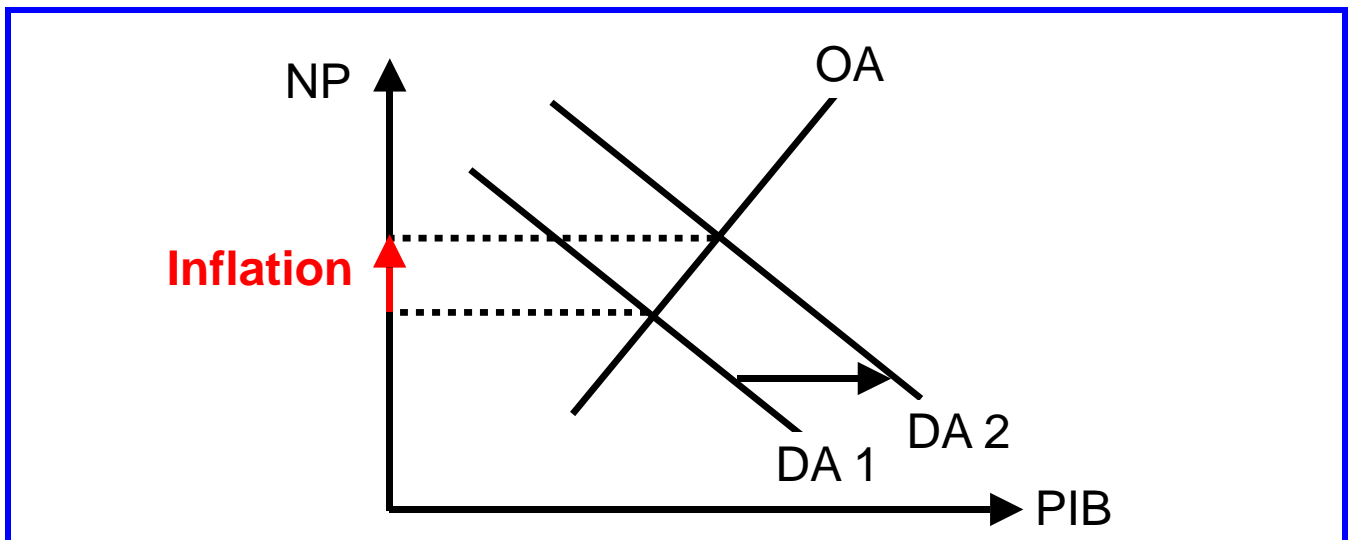 OA
NP
Inflation
DA 2
DA 1
PIB